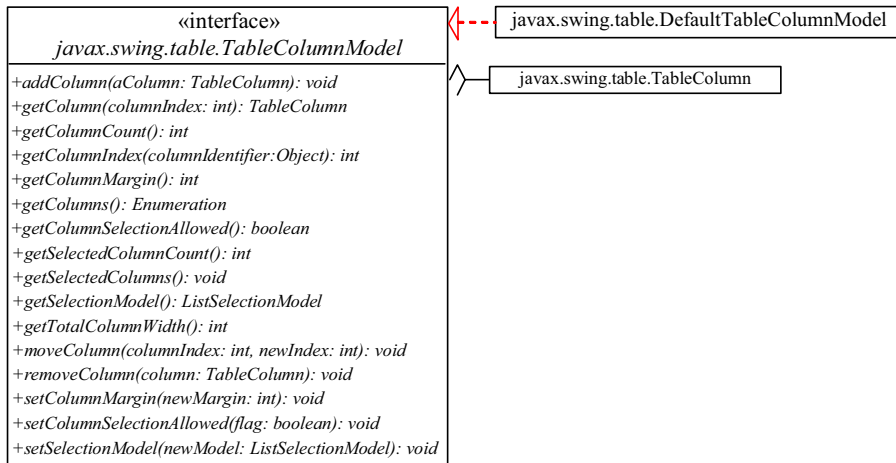 «interface»
javax.swing.table.TableColumnModel
+addColumn(aColumn: TableColumn): void
+getColumn(columnIndex: int): TableColumn
+getColumnCount(): int
+getColumnIndex(columnIdentifier:Object): int
+getColumnMargin(): int
+getColumns(): Enumeration
+getColumnSelectionAllowed(): boolean
+getSelectedColumnCount(): int
+getSelectedColumns(): void
+getSelectionModel(): ListSelectionModel
+getTotalColumnWidth(): int
+moveColumn(columnIndex: int, newIndex: int): void
+removeColumn(column: TableColumn): void
+setColumnMargin(newMargin: int): void
+setColumnSelectionAllowed(flag: boolean): void
+setSelectionModel(newModel: ListSelectionModel): void
javax.swing.table.DefaultTableColumnModel
javax.swing.table.TableColumn